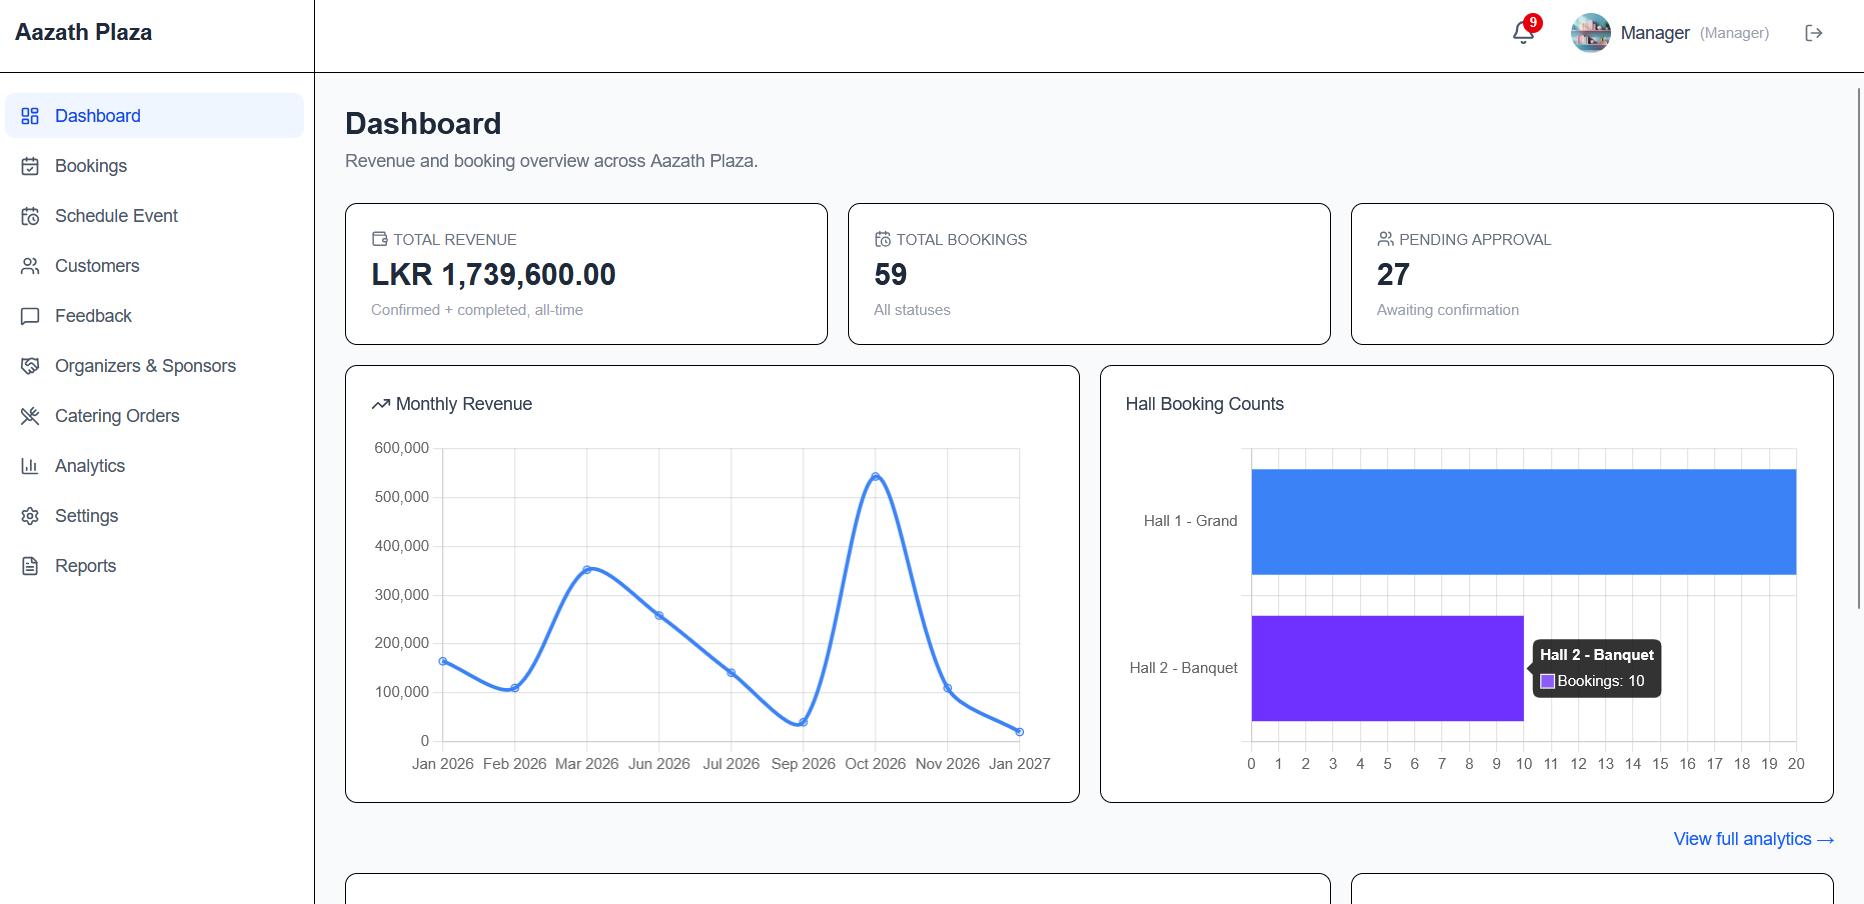 Aazath Plaza
9
Manager (Manager)
Dashboard
Bookings
Schedule Event
Customers
Feedback
Organizers & Sponsors
Catering Orders
Analytics
Settings
Reports
Dashboard
Revenue and booking overview across Aazath Plaza.
TOTAL REVENUE
LKR 1,739,600.00
Confirmed + completed, all-time
TOTAL BOOKINGS
59
All statuses
PENDING APPROVAL
27
Awaiting confirmation
Monthly Revenue
600,000
500,000
400,000
300,000
200,000
100,000
0
Jan 2026 Feb 2026 Mar 2026 Jun 2026 Jul 2026 Sep 2026 Oct 2026 Nov 2026 Jan 2027
Hall Booking Counts
Hall 1 - Grand
Hall 2 - Banquet
Hall 2 - Banquet
Bookings: 10
0 1 2 3 4 5 6 7 8 9 10 11 12 13 14 15 16 17 18 19 20
View full analytics →